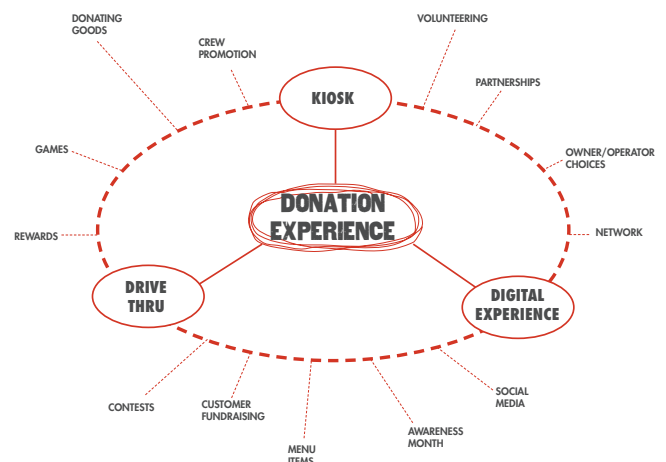 DONATING
GOODS
VOLUNTEERING
CREW
PROMOTION
PARTNERSHIPS
KIOSK
GAMES
OWNER/OPERATOR
CHOICES
DONATION
EXPERIENCE
REWARDS
NETWORK
DRIVE
THRU
DIGITAL
EXPERIENCE
CONTESTS
CUSTOMER
FUNDRAISING
SOCIAL
MEDIA
AWARENESS
MONTH
MENU
ITEMS